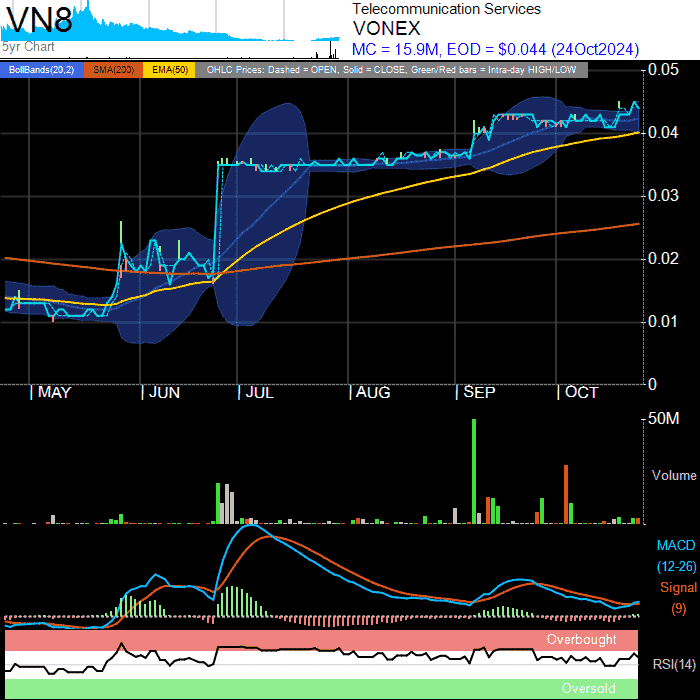 VN8
5yr Chart
Telecommunication Services
VONEX
MC = 15.9M, EOD = $0.044 (24Oct2024)
BollBands(20,2) SMA(200) EMA(50) OHLC Prices: Dashed = OPEN, Solid = CLOSE, Green/Red bars = Intra-day HIGH/LOW
0.05
0.04
0.03
0.02
0.01
0
MAY JUN JUL AUG SEP OCT
50M
Volume
MACD
(12-26)
Signal
(9)
Overbought
RSI(14)
Oversold